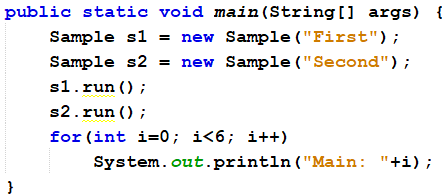 public static void main(String[] args) {
    Sample s1 = new Sample("First");
    Sample s2 = new Sample("Second");
    s1.run();
    s2.run();
    for(int i=0; i<6; i++)
        System.out.println("Main: "+i);
}